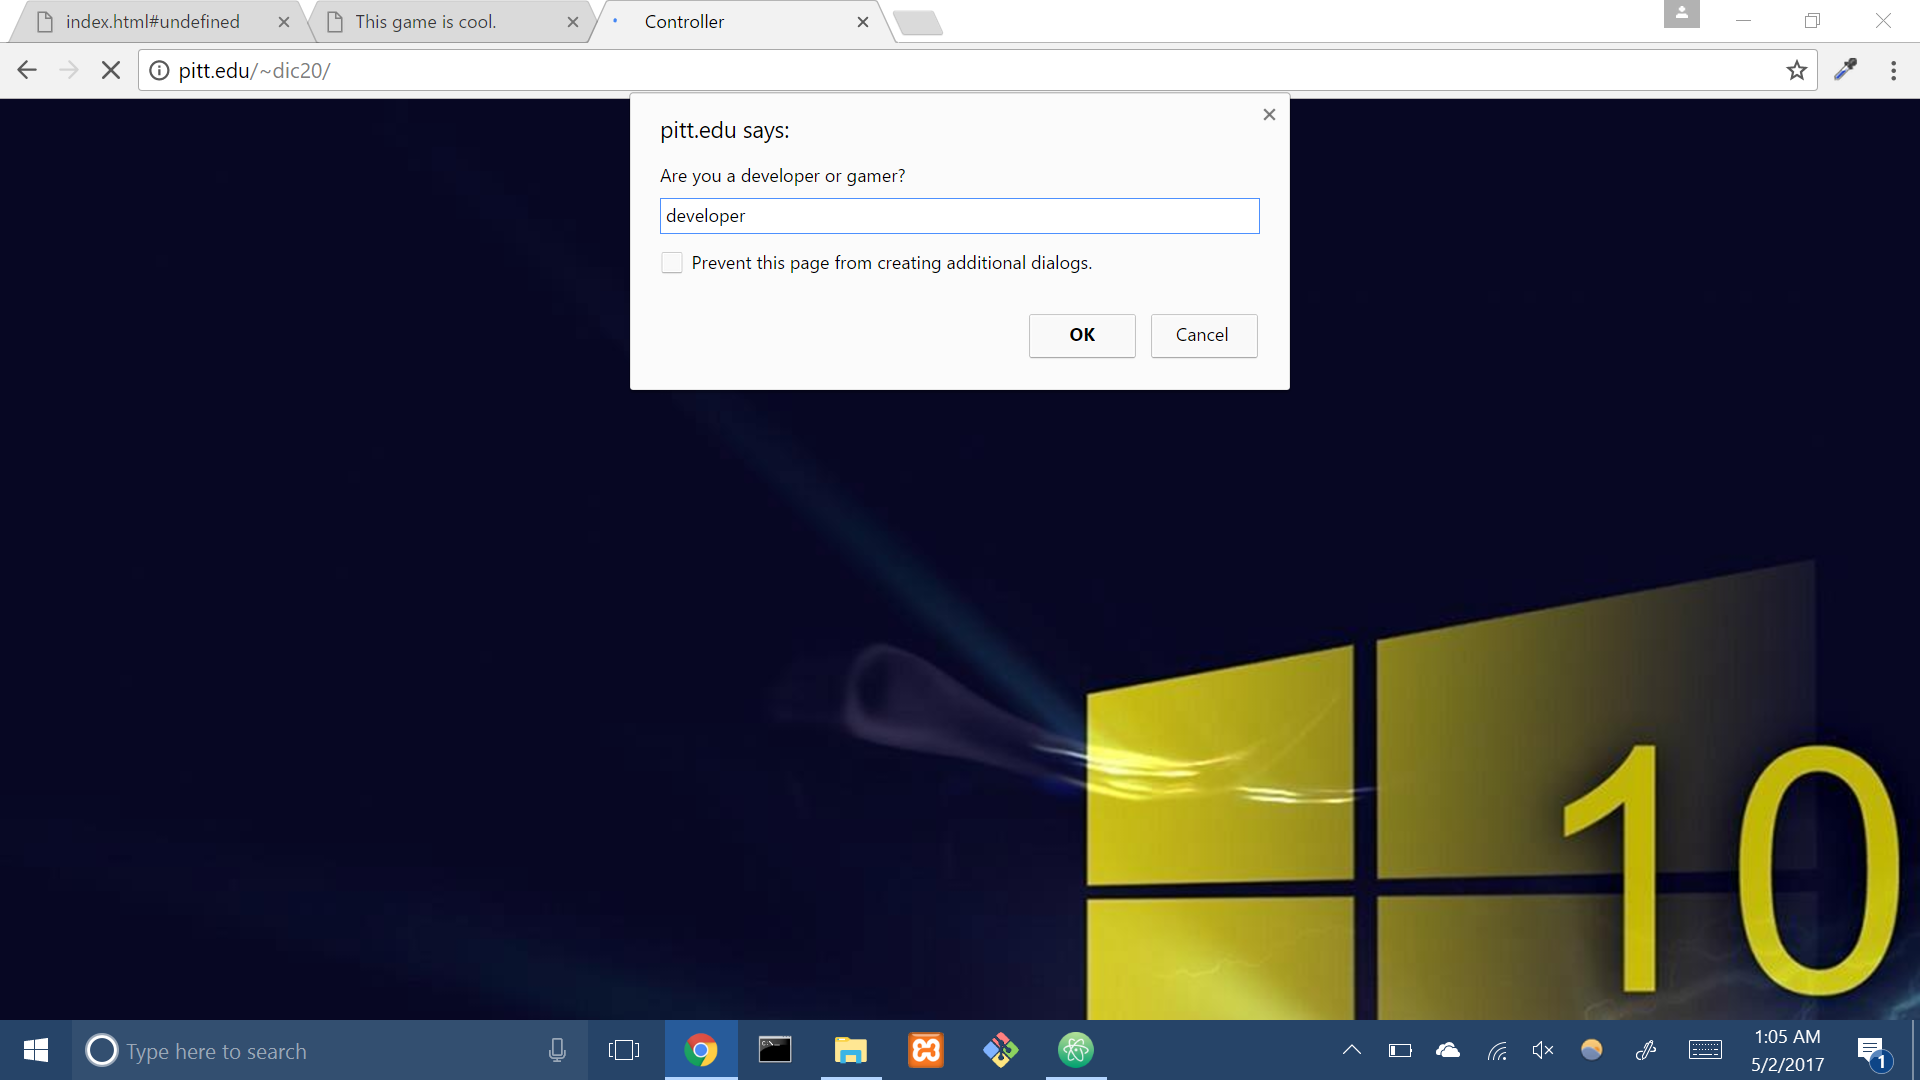 index.html#undefined
This game is cool.
Controller
pitt.edu/~dic20/
pitt.edu says:
Are you a developer or gamer?
developer
Prevent this page from creating additional dialogs.
OK
Cancel
10
Type here to search
C:\_
1:05 AM
5/2/2017
1